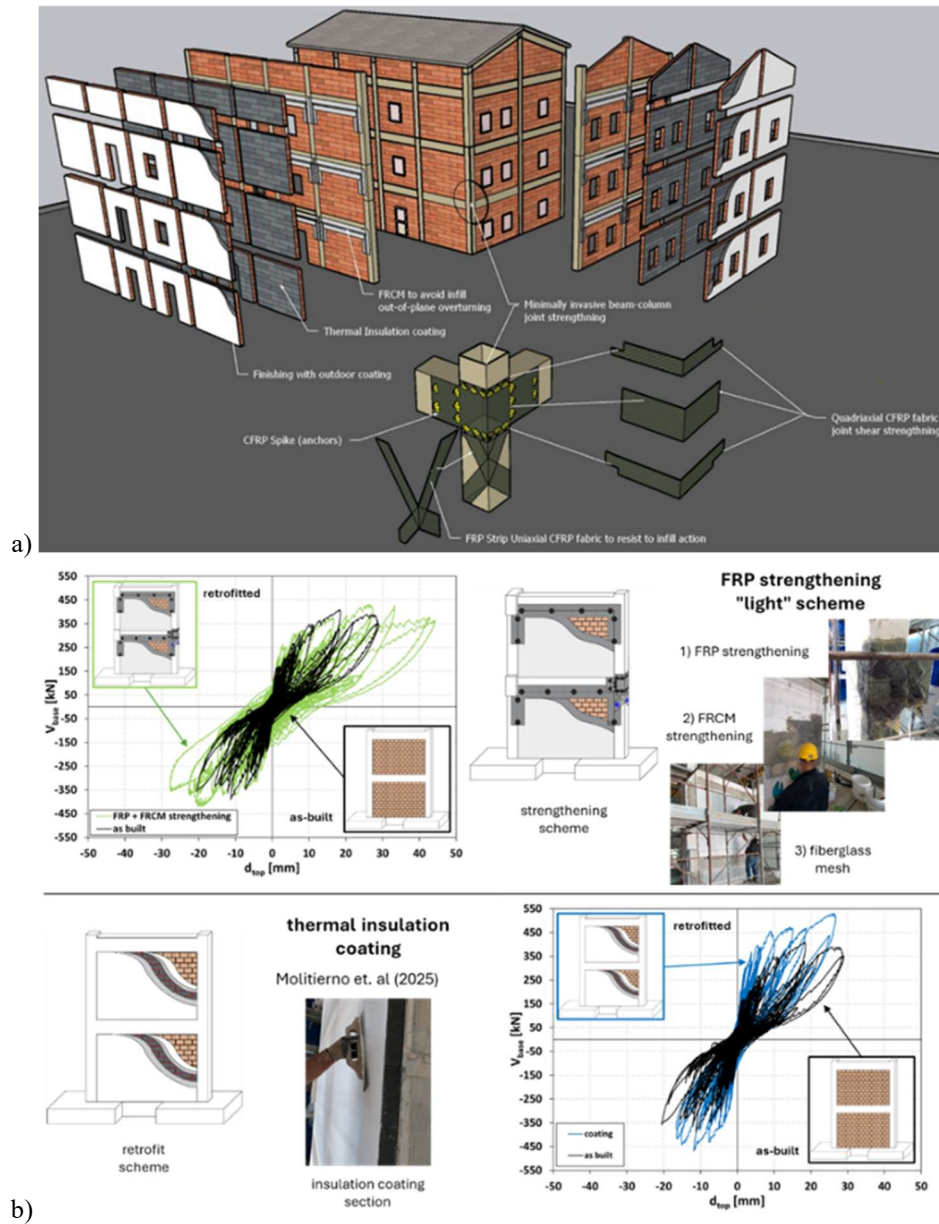 FRCM to avoid infill
out-of-plane overturning
Minimally invasive beam-column
joint strengthning
Thermal Insulation coating
Finishing with outdoor coating
Quadriaxial CFRP fabric
joint shear strengthning
CFRP Spike (anchors)
FRP Strip Uniaxial CFRP fabric to resist to infill action
a)
550
450
350
250
150
50
-50
-150
-250
-350
-450
-550
V_base [kN]
retrofitted
as-built
FRP + FRCM strengthening
as built
-50 -40 -30 -20 -10 0 10 20 30 40 50
d_top [mm]
strengthening
scheme
FRP strengthening
"light" scheme
1) FRP strengthening
2) FRCM
strengthening
3) fiberglass
mesh
retrofit
scheme
thermal insulation
coating
Molitierno et. al (2025)
insulation coating
section
550
450
350
250
150
50
-50
-150
-250
-350
-450
-550
V_base [kN]
retrofitted
as-built
coating
as built
-50 -40 -30 -20 -10 0 10 20 30 40 50
d_top [mm]
b)